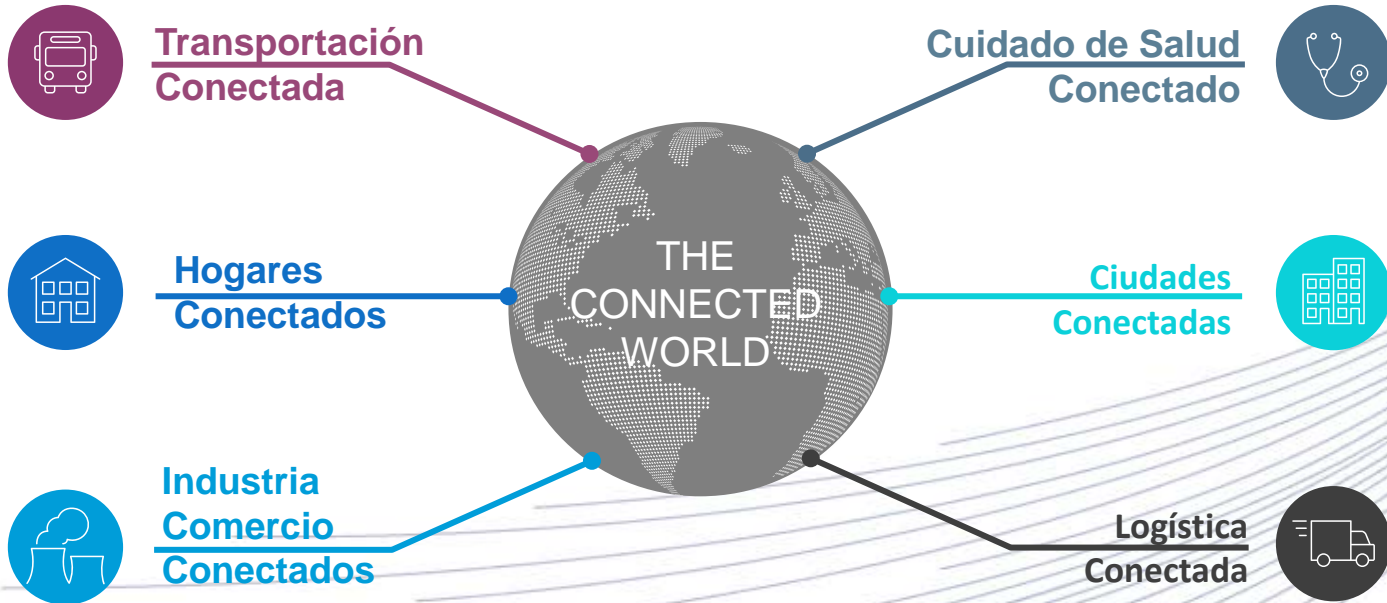 Transportación
Conectada
Cuidado de Salud
Conectado
Hogares
Conectados
THE
CONNECTED
WORLD
Ciudades
Conectadas
Industria
Comercio
Conectados
Logística
Conectada